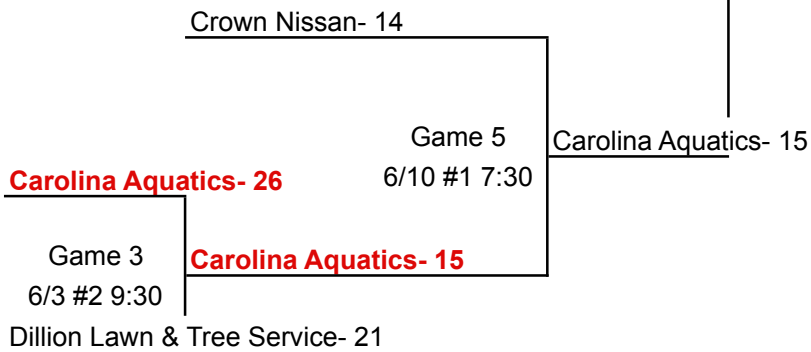 Crown Nissan- 14
Game 5
6/10 #1 7:30
Carolina Aquatics- 15
Carolina Aquatics- 26
Game 3
6/3 #2 9:30
Carolina Aquatics- 15
Dillion Lawn & Tree Service- 21